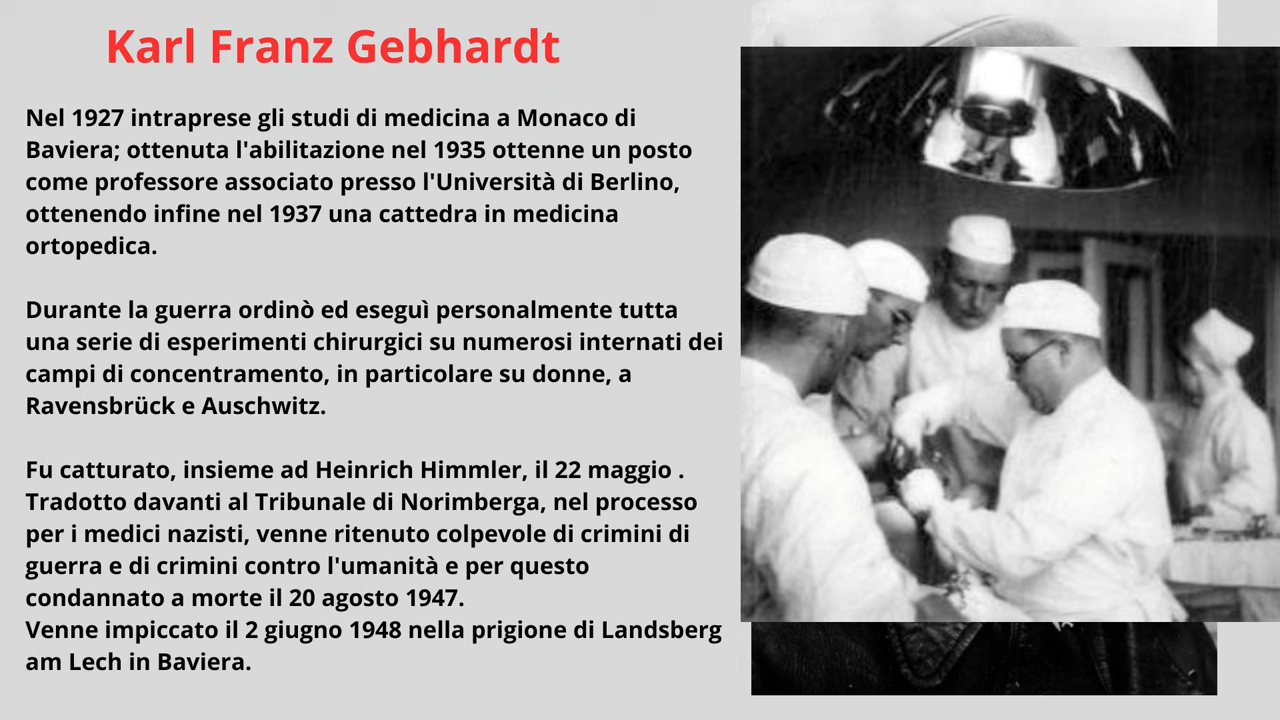 Karl Franz Gebhardt
Nel 1927 intraprese gli studi di medicina a Monaco di
Baviera; ottenuta l'abilitazione nel 1935 ottenne un posto
come professore associato presso l'Università di Berlino,
ottenendo infine nel 1937 una cattedra in medicina
ortopedica.
Durante la guerra ordinò ed eseguì personalmente tutta
una serie di esperimenti chirurgici su numerosi internati dei
campi di concentramento, in particolare su donne, a
Ravensbrück e Auschwitz.
Fu catturato, insieme ad Heinrich Himmler, il 22 maggio .
Tradotto davanti al Tribunale di Norimberga, nel processo
per i medici nazisti, venne ritenuto colpevole di crimini di
guerra e di crimini contro l'umanità e per questo
condannato a morte il 20 agosto 1947.
Venne impiccato il 2 giugno 1948 nella prigione di Landsberg
am Lech in Baviera.